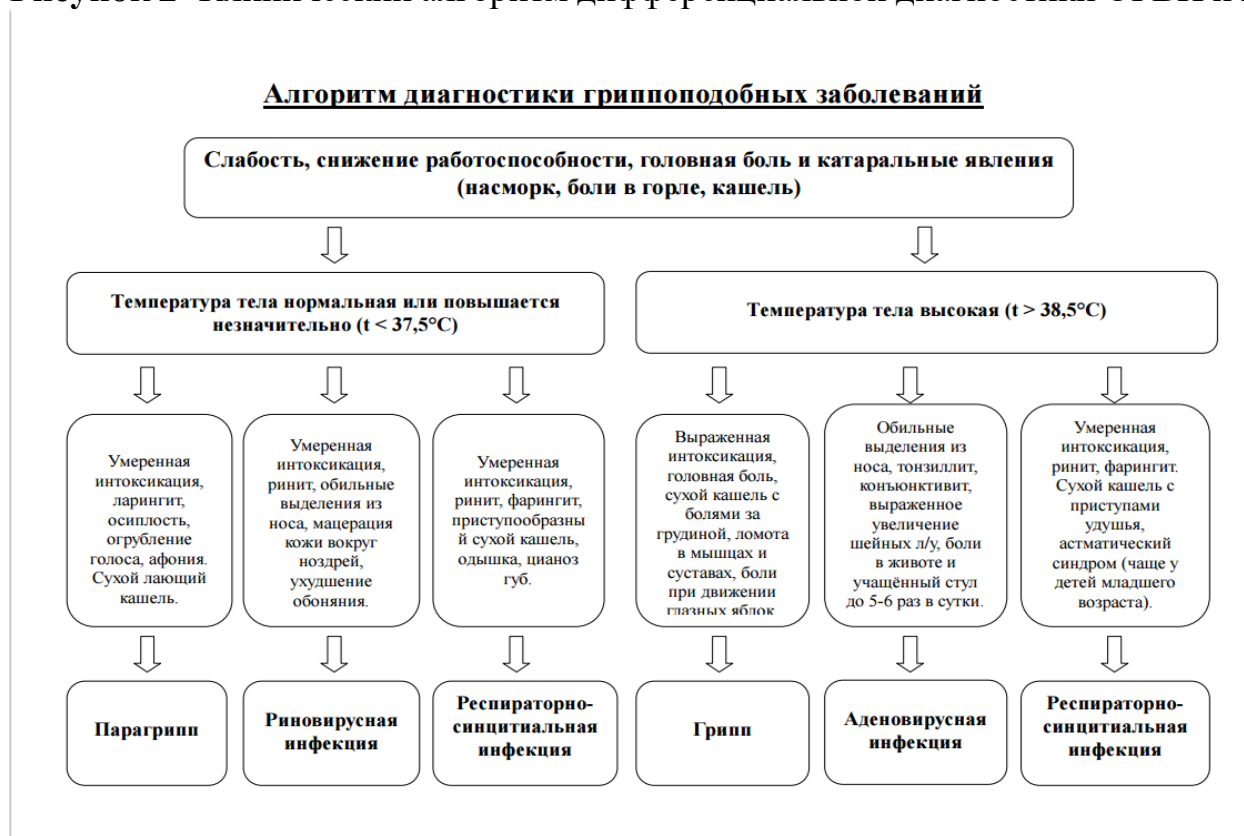 Алгоритм диагностики гриппоподобных заболеваний
Слабость, снижение работоспособности, головная боль и катаральные явления
(насморк, боли в горле, кашель)
Температура тела нормальная или повышается
незначительно (t < 37,5°C)
Температура тела высокая (t > 38,5°C)
Умеренная
интоксикация,
ларингит,
осиплость,
огрубление
голоса, афония.
Сухой лающий
кашель.
Умеренная
интоксикация,
ринит, обильные
выделения из
носа, мацерация
кожи вокруг
ноздрей,
ухудшение
обоняния.
Умеренная
интоксикация,
ринит, фарингит,
приступообразны
й сухой кашель,
одышка, цианоз
губ.
Выраженная
интоксикация,
головная боль,
сухой кашель с
болями за
грудиной, ломота
в мышцах и
суставах, боли
при движении
глазных яблок
Обильные
выделения из
носа, тонзиллит,
конъюнктивит,
выраженное
увеличение
шейных л/у, боли
в животе и
учащённый стул
до 5-6 раз в сутки.
Умеренная
интоксикация,
ринит, фарингит.
Сухой кашель с
приступами
удушья,
астматический
синдром (чаще у
детей младшего
возраста).
Парагрипп
Риновирусная
инфекция
Респираторно-
синцитиальная
инфекция
Грипп
Аденовирусная
инфекция
Респираторно-
синцитиальная
инфекция